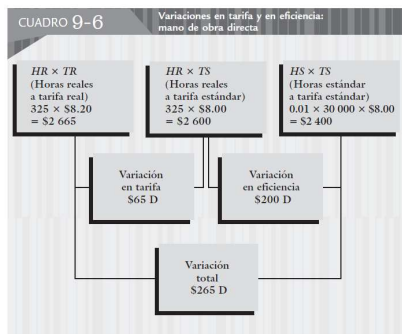 CUADRO 9-6
Variaciones en tarifa y en eficiencia:
mano de obra directa
HR × TR
(Horas reales
a tarifa real)
325 × $8.20
= $2 665
HR × TS
(Horas reales
a tarifa estándar)
325 × $8.00
= $2 600
HS × TS
(Horas estándar
a tarifa estándar)
0.01 × 30 000 × $8.00
= $2 400
Variación
en tarifa
$65 D
Variación
en eficiencia
$200 D
Variación
total
$265 D